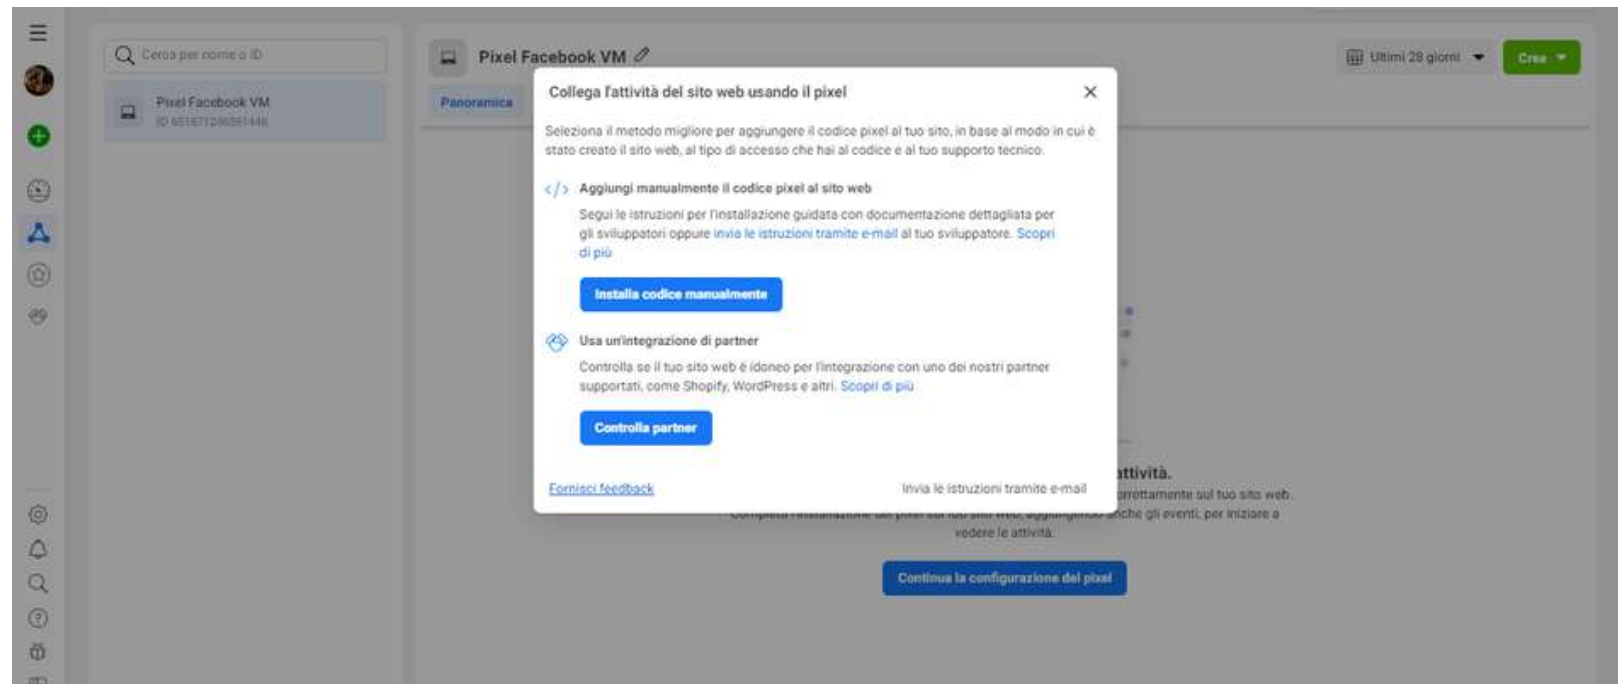 Cerca per nome o ID
Pixel Facebook VM
Pixel Facebook VM
Ultimi 28 giorni
Crea
Panoramica
Collega l'attività del sito web usando il pixel
Seleziona il metodo migliore per aggiungere il codice pixel al tuo sito, in base al modo in cui è
stato creato il sito web, al tipo di accesso che hai al codice e al tuo supporto tecnico.
Aggiungi manualmente il codice pixel al sito web
Segui le istruzioni per l'installazione guidata con documentazione dettagliata per
gli sviluppatori oppure invia le istruzioni tramite e-mail al tuo sviluppatore. Scopri
di più
Installa codice manualmente
Usa un'integrazione di partner
Controlla se il tuo sito web è idoneo per l'integrazione con uno dei nostri partner
supportati, come Shopify, WordPress e altri. Scopri di più
Controlla partner
Fornisci feedback
Invia le istruzioni tramite e-mail
attività.
sul tuo sito web.
anche gli eventi, per iniziare a
vedere le attività.
Continua la configurazione del pixel